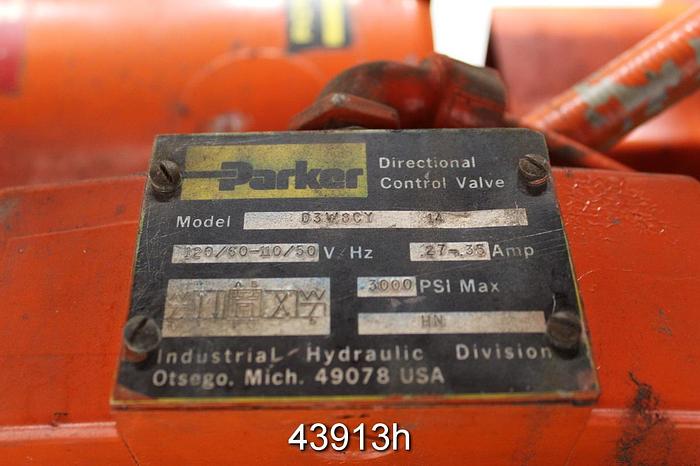 Parker Directional
Control Valve
Model D3W8CY 14
120/60-110/50 V/Hz .27-.35 Amp
3000 PSI Max
HN
Industrial Hydraulic Division
Otsego, Mich. 49078 USA
43913h